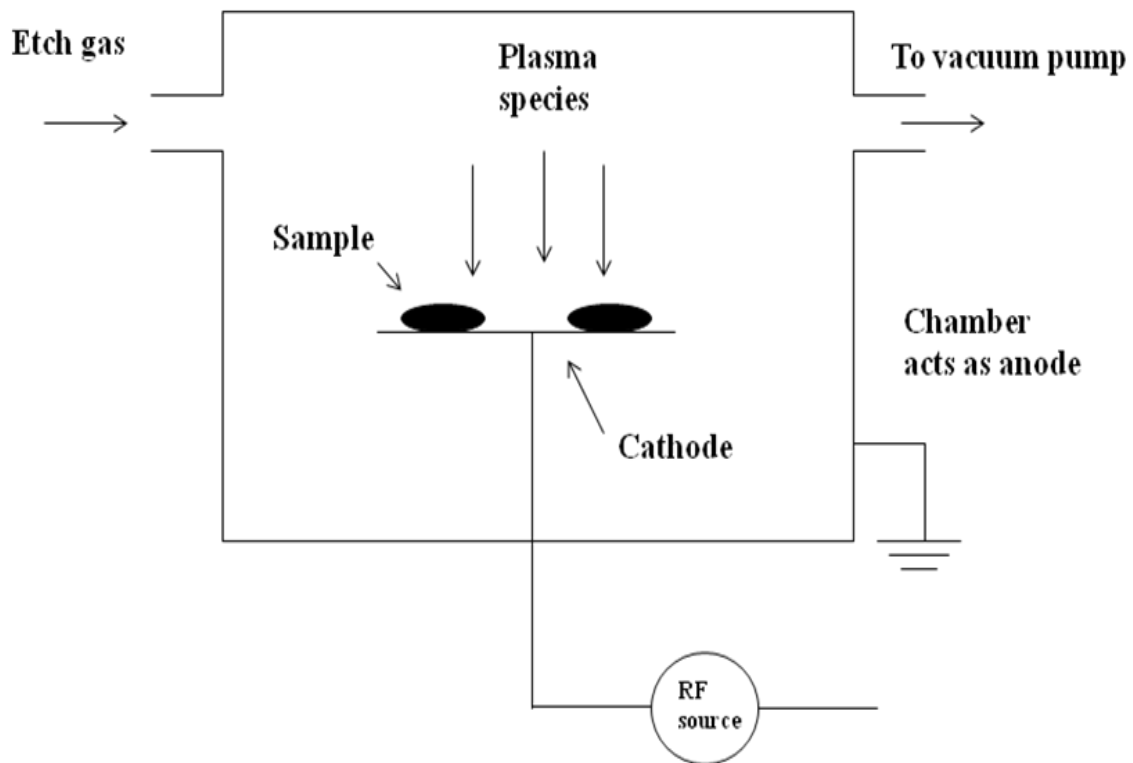 Etch gas
Plasma
species
To vacuum pump
Sample
Chamber
acts as anode
Cathode
RF
source